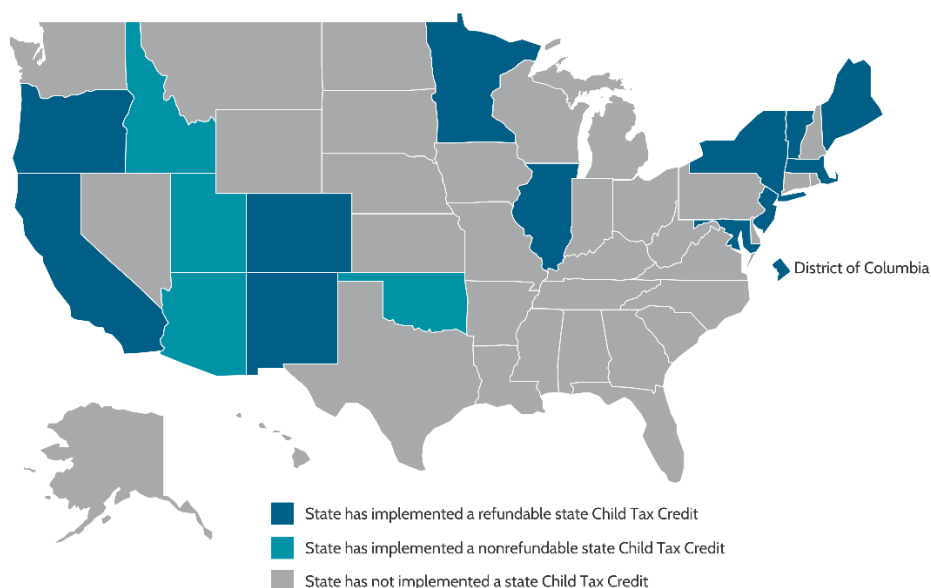 District of Columbia
State has implemented a refundable state Child Tax Credit
State has implemented a nonrefundable state Child Tax Credit
State has not implemented a state Child Tax Credit